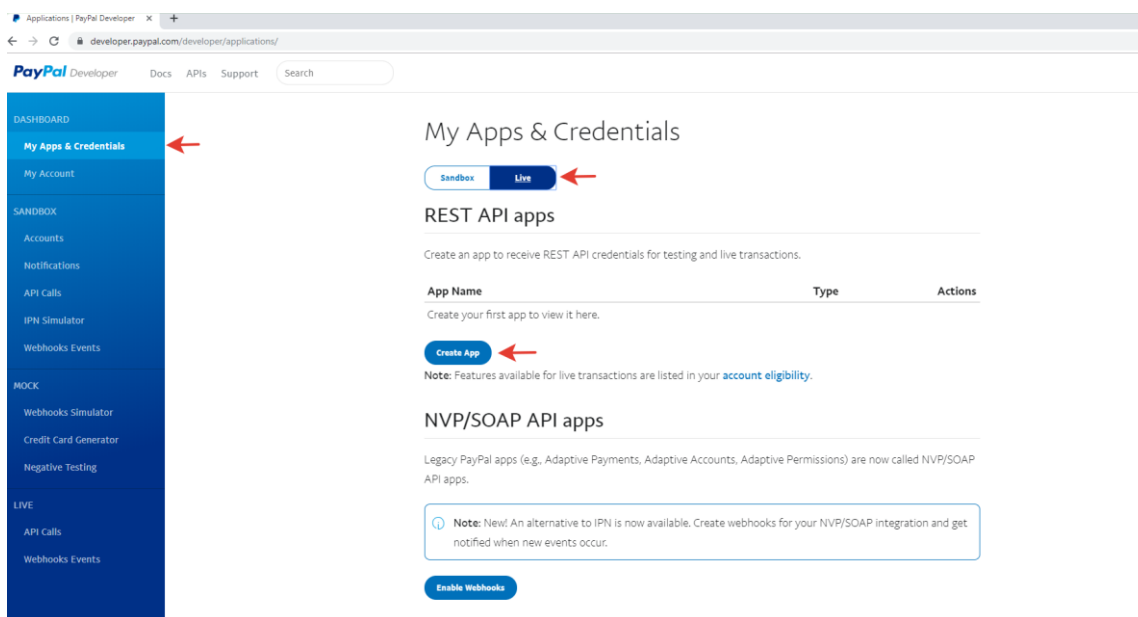 Applications | PayPal Developer
developer.paypal.com/developer/applications/
PayPal Developer Docs APIs Support Search
DASHBOARD
My Apps & Credentials
My Account
SANDBOX
Accounts
Notifications
API Calls
IPN Simulator
Webhooks Events
MOCK
Webhooks Simulator
Credit Card Generator
Negative Testing
LIVE
API Calls
Webhooks Events
My Apps & Credentials
Sandbox Live
REST API apps
Create an app to receive REST API credentials for testing and live transactions.
App Name Type Actions
Create your first app to view it here.
Create App
Note: Features available for live transactions are listed in your account eligibility.
NVP/SOAP API apps
Legacy PayPal apps (e.g., Adaptive Payments, Adaptive Accounts, Adaptive Permissions) are now called NVP/SOAP
API apps.
Note: New! An alternative to IPN is now available. Create webhooks for your NVP/SOAP integration and get
notified when new events occur.
Enable Webhooks